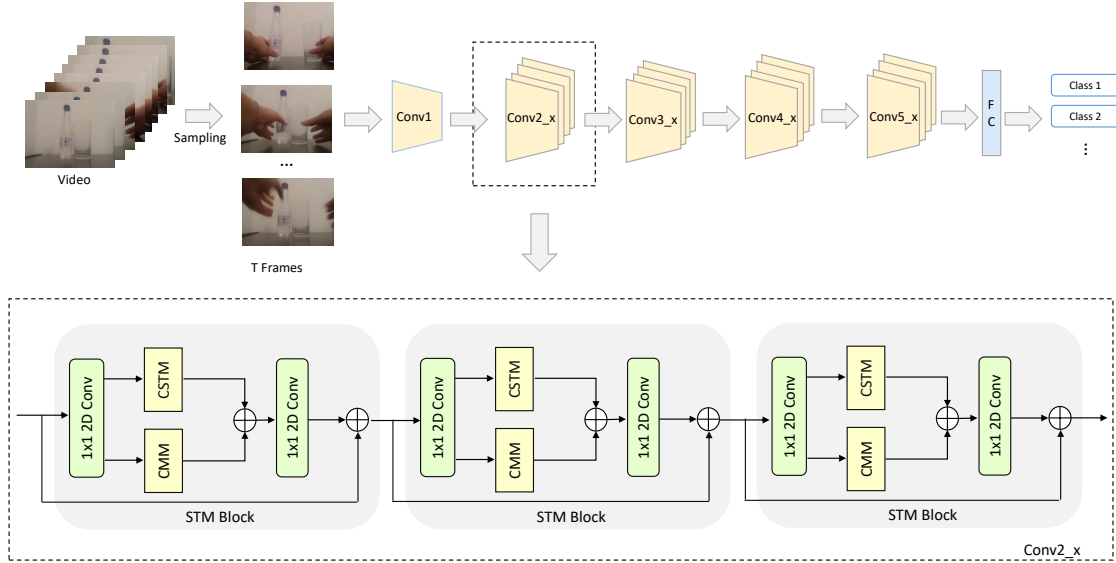 Video
Sampling
...
T Frames
Conv1
Conv2_x
Conv3_x
Conv4_x
Conv5_x
F
C
Class 1
Class 2
...
1x1 2D Conv
CSTM
CMM
1x1 2D Conv
STM Block
1x1 2D Conv
CSTM
CMM
1x1 2D Conv
STM Block
1x1 2D Conv
CSTM
CMM
1x1 2D Conv
STM Block
Conv2_x